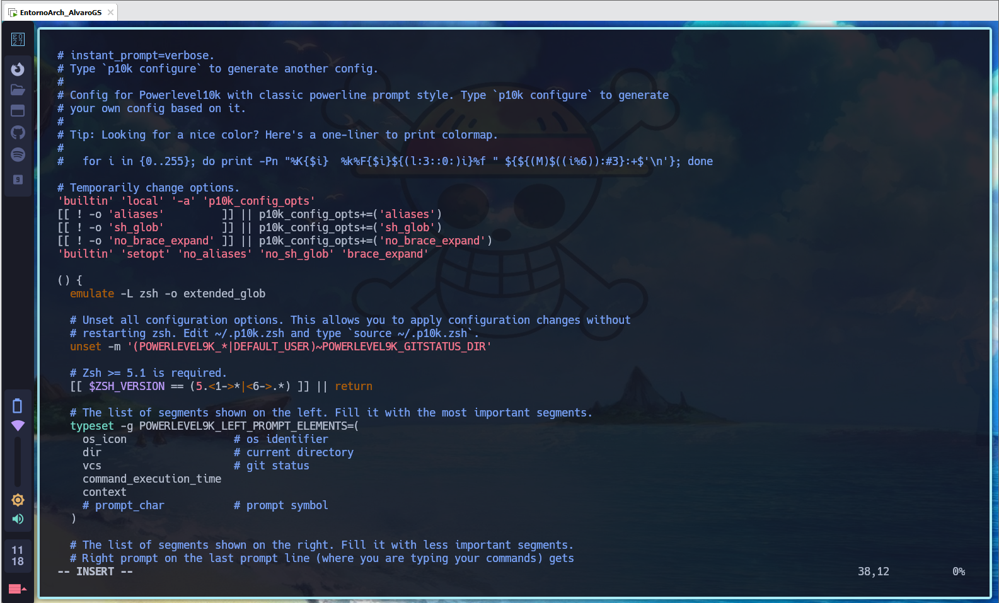 EntornoArch_AlvaroGS
E0
27
9
11
18
# instant_prompt=verbose.
# Type `p10k configure` to generate another config.
#
# Config for Powerlevel10k with classic powerline prompt style. Type `p10k configure` to generate
# your own config based on it.
#
# Tip: Looking for a nice color? Here's a one-liner to print colormap.
#
#   for i in {0..255}; do print -Pn "%K{$i}  %k%F{$i}${(l:3::0:)i}%f " ${${(M)$((i%6)):#3}:+$'\n'}; done
# Temporarily change options.
'builtin' 'local' '-a' 'p10k_config_opts'
[[ ! -o 'aliases'         ]] || p10k_config_opts+=('aliases')
[[ ! -o 'sh_glob'         ]] || p10k_config_opts+=('sh_glob')
[[ ! -o 'no_brace_expand' ]] || p10k_config_opts+=('no_brace_expand')
'builtin' 'setopt' 'no_aliases' 'no_sh_glob' 'brace_expand'
() {
  emulate -L zsh -o extended_glob
  # Unset all configuration options. This allows you to apply configuration changes without
  # restarting zsh. Edit ~/.p10k.zsh and type `source ~/.p10k.zsh`.
  unset -m '(POWERLEVEL9K_*|DEFAULT_USER)~POWERLEVEL9K_GITSTATUS_DIR'
  # Zsh >= 5.1 is required.
  [[ $ZSH_VERSION == (5.<1->*|<6->.*) ]] || return
  # The list of segments shown on the left. Fill it with the most important segments.
  typeset -g POWERLEVEL9K_LEFT_PROMPT_ELEMENTS=(
    os_icon                 # os identifier
    dir                     # current directory
    vcs                     # git status
    command_execution_time
    context
    # prompt_char           # prompt symbol
  )
  # The list of segments shown on the right. Fill it with less important segments.
  # Right prompt on the last prompt line (where you are typing your commands) gets
-- INSERT -- 38,12 0%